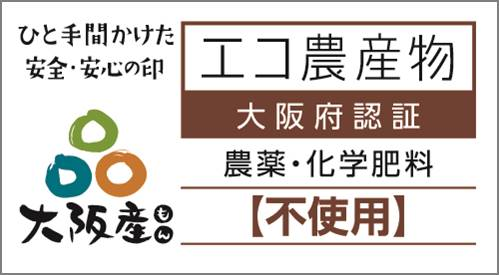 ひと手間かけた
安全・安心の印
大阪産もん
エコ農産物
大阪府認証
農薬・化学肥料
【不使用】